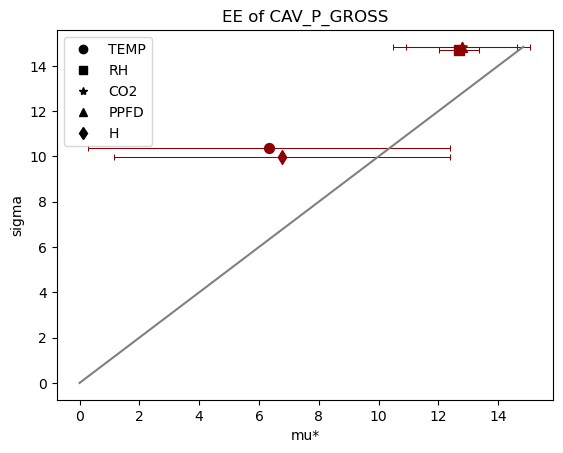 EE of CAV_P_GROSS
TEMP
RH
CO2
PPFD
H
14
12
10
8
6
4
2
0
sigma
0 2 4 6 8 10 12 14
mu*